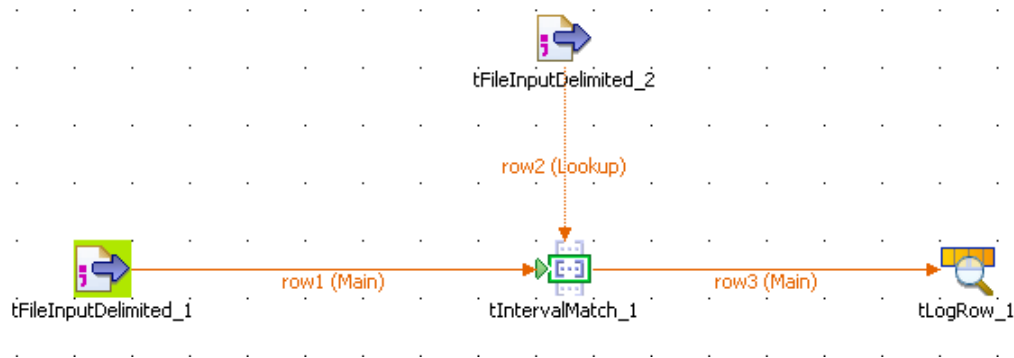 tFileInputDelimited_2
row2 (Lookup)
row1 (Main)
row3 (Main)
tFileInputDelimited_1
tIntervalMatch_1
tLogRow_1